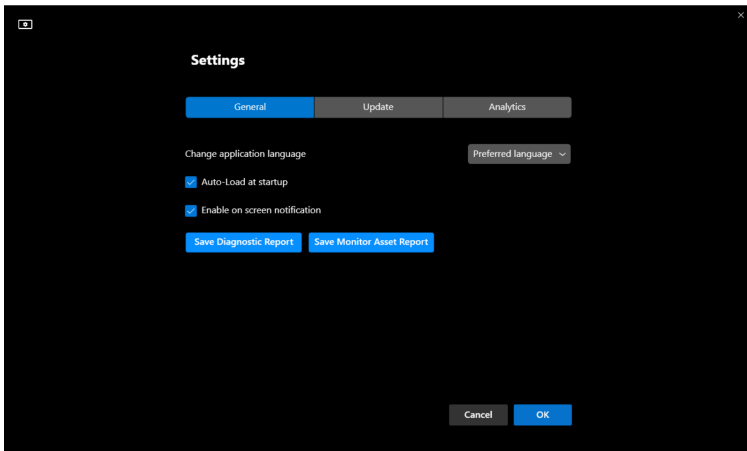 Settings
General Update Analytics
Change application language Preferred language
Auto-Load at startup
Enable on screen notification
Save Diagnostic Report Save Monitor Asset Report
Cancel OK